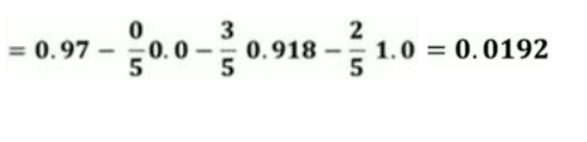 = 0.97 − 0/5 0.0 − 3/5 0.918 − 2/5 1.0 = 0.0192